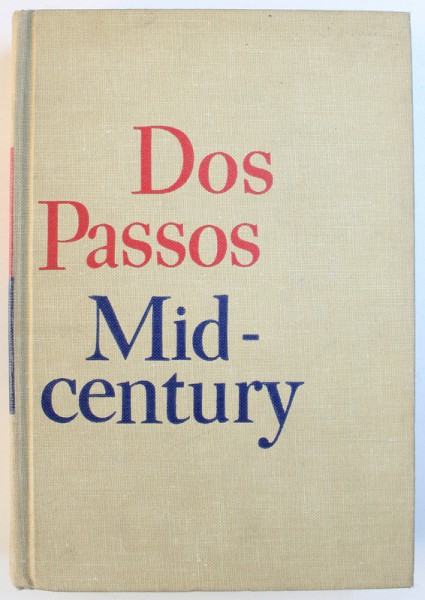 Dos
Passos
Mid-
century